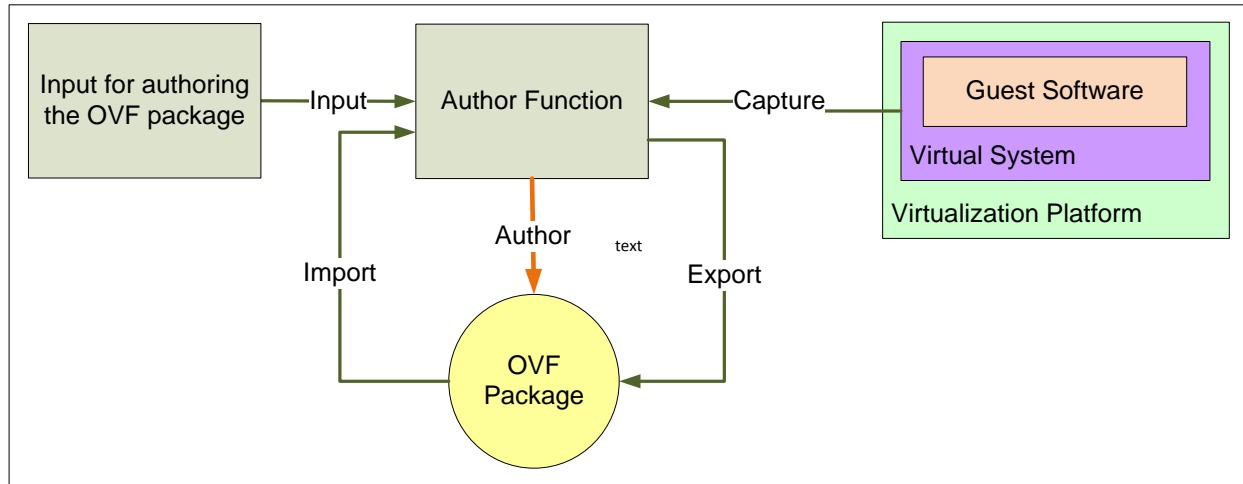 Input for authoring
the OVF package
Input
Author Function
Capture
Guest Software
Virtual System
Virtualization Platform
Author
text
Import
Export
OVF
Package